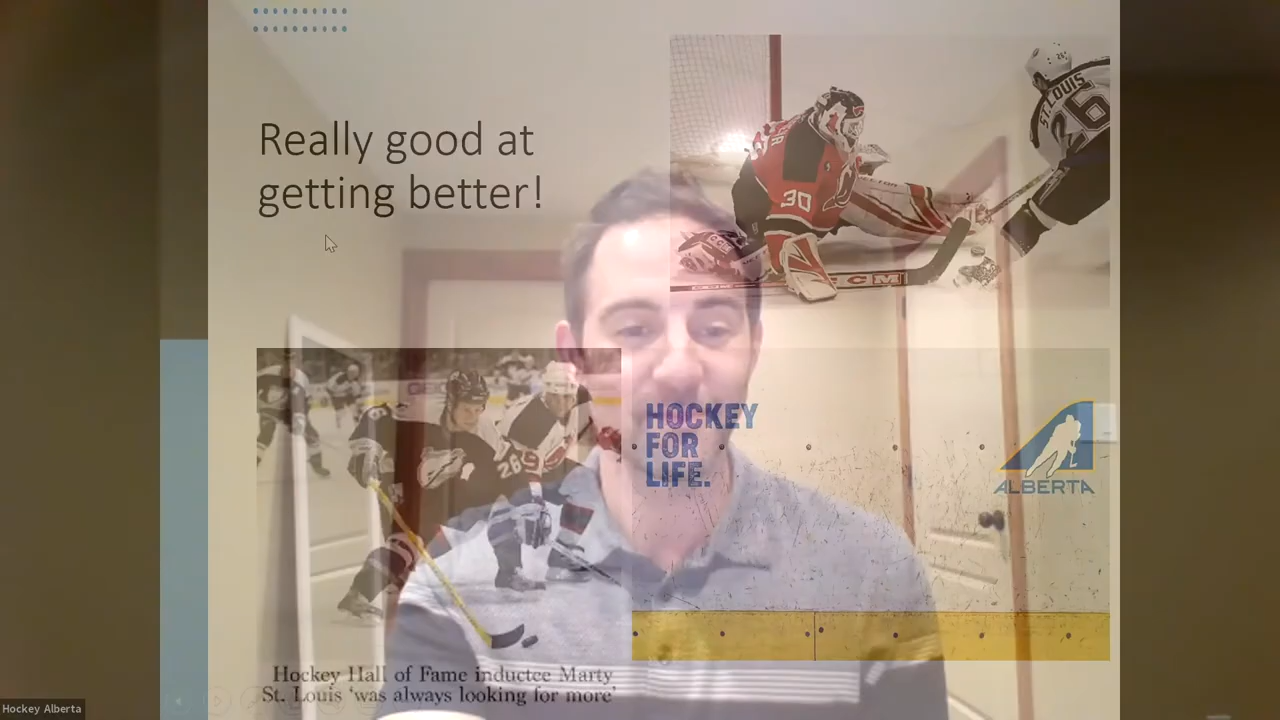 Really good at
getting better!
ST.LOUIS
26
30
CCM
HOCKEY
FOR
LIFE.
ALBERTA
26
Hockey Hall of Fame inductee Marty
St. Louis ‘was always looking for more’
Hockey Alberta